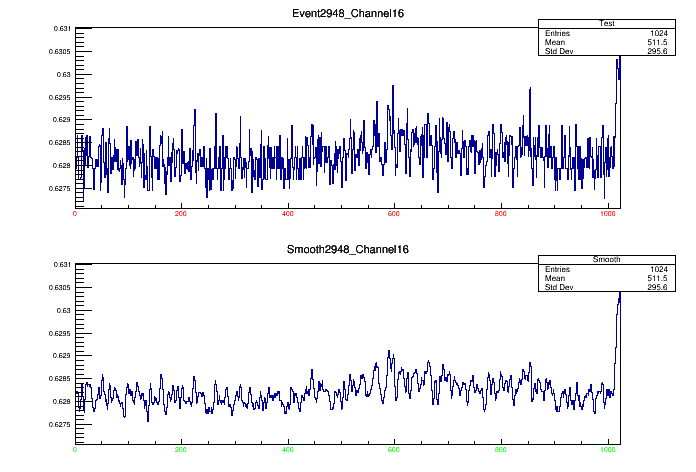 Event2948_Channel16
Test
Entries 1024
Mean 511.5
Std Dev 295.6
0.631
0.6305
0.63
0.6295
0.629
0.6285
0.628
0.6275
0 200 400 600 800 1000
Smooth2948_Channel16
Smooth
Entries 1024
Mean 511.5
Std Dev 295.6
0.631
0.6305
0.63
0.6295
0.629
0.6285
0.628
0.6275
0 200 400 600 800 1000